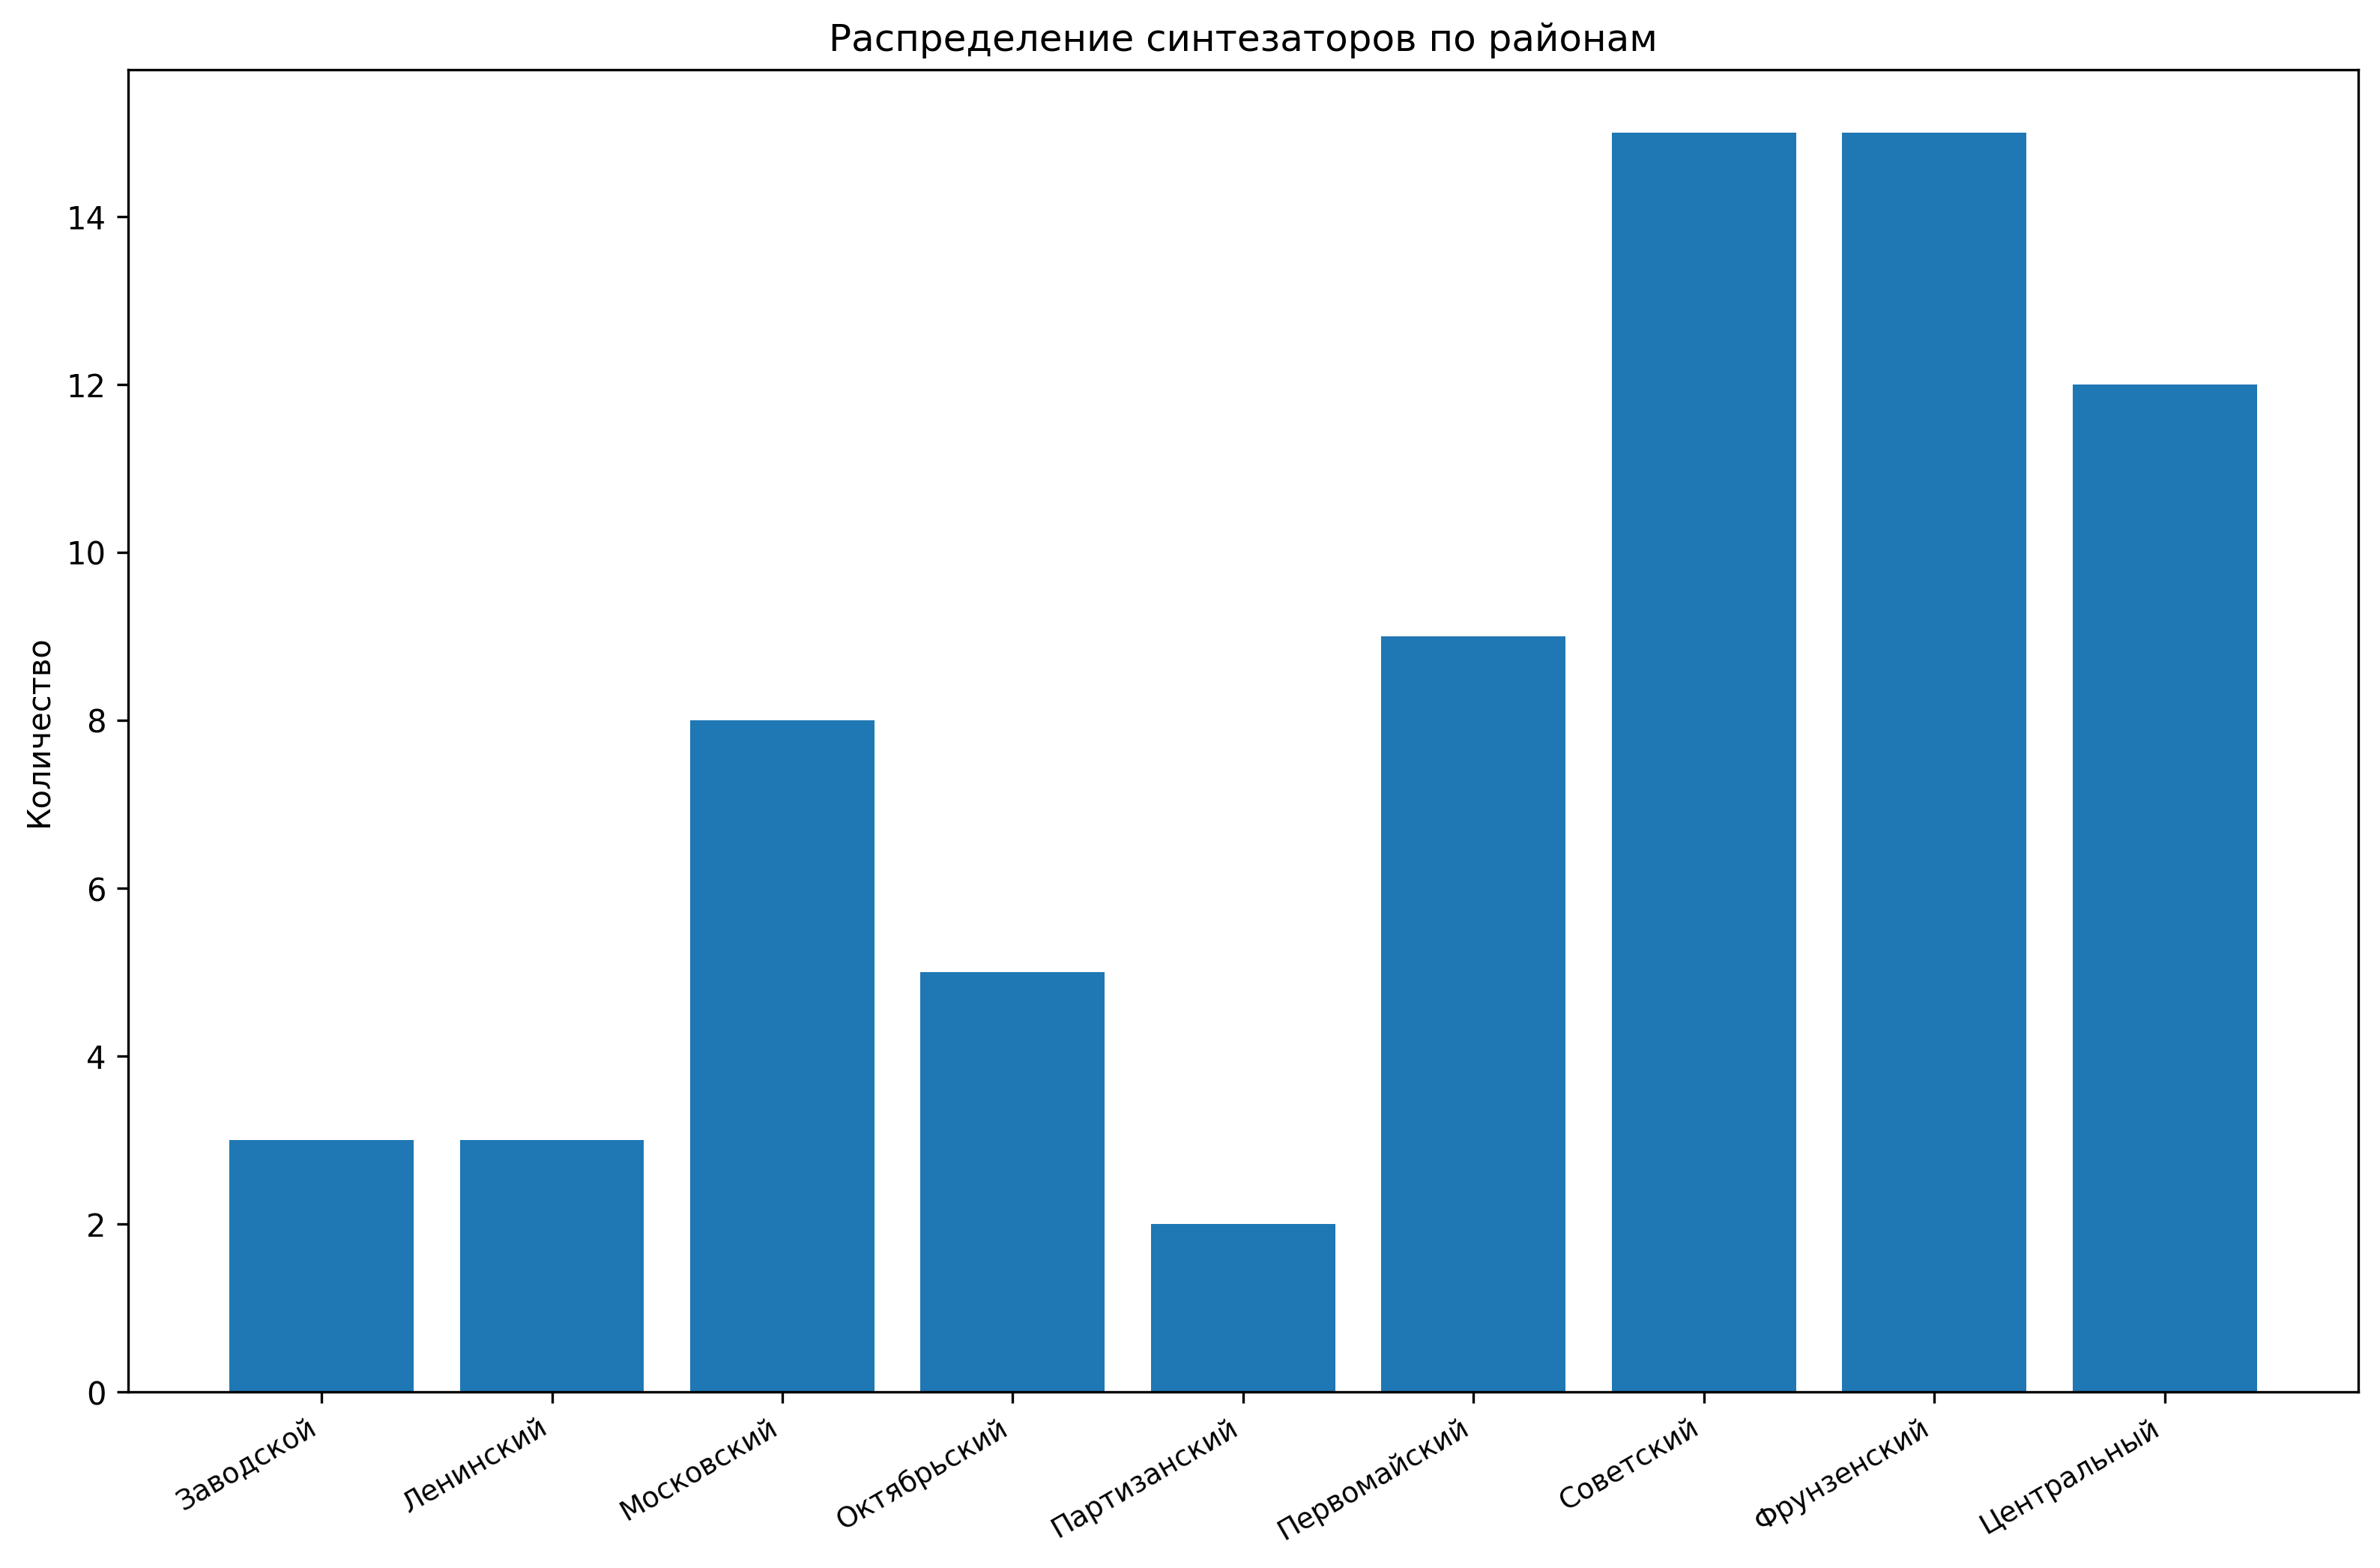 Распределение синтезаторов по районам
Количество
14
12
10
8
6
4
2
0
Заводской
Ленинский
Московский
Октябрьский
Партизанский
Первомайский
Советский
Фрунзенский
Центральный